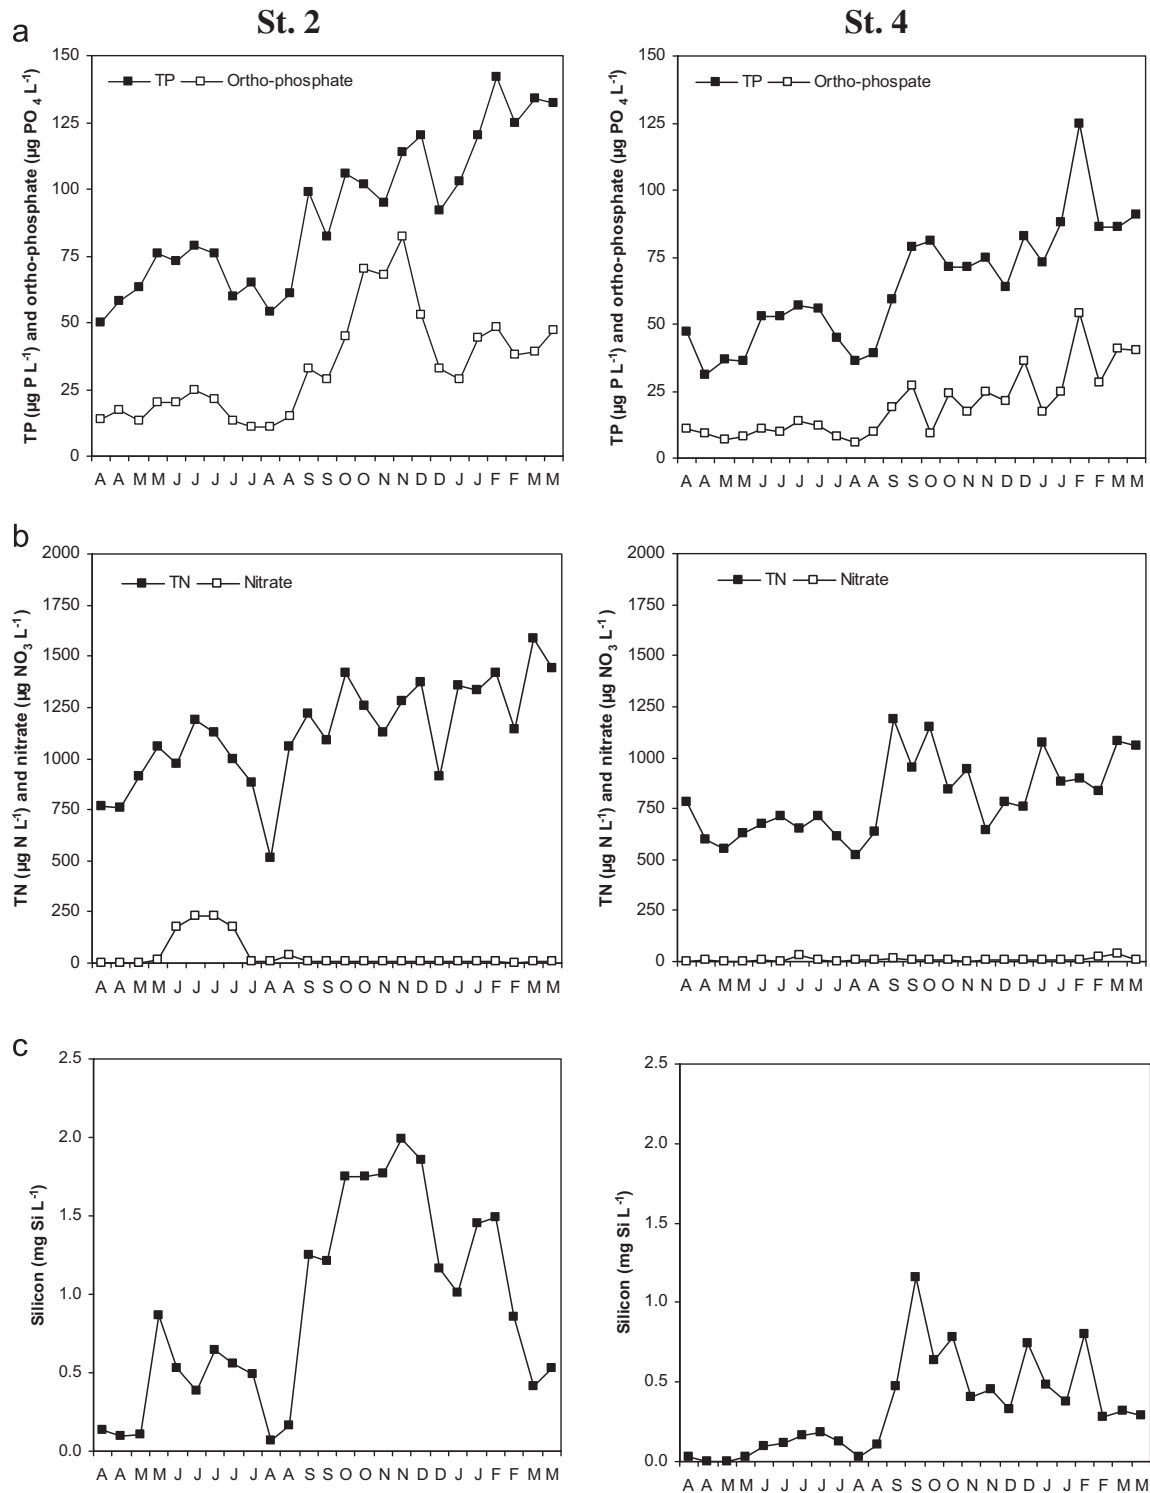 a
St. 2
St. 4
TP (µg P L-1) and ortho-phosphate (µg PO4 L-1)
150
125
100
75
50
25
0
TP
Ortho-phosphate
A A M M J J J J J A A S S O O N N D D J J F F M M
TP (µg P L-1) and ortho-phosphate (µg PO4 L-1)
150
125
100
75
50
25
0
TP
Ortho-phospate
A A M M J J J J J A A S S O O N N D D J J F F M M
b
TN (µg N L-1) and nitrate (µg NO3 L-1)
2000
1750
1500
1250
1000
750
500
250
0
TN
Nitrate
A A M M J J J J J A A S S O O N N D D J J F F M M
TN (µg N L-1) and nitrate (µg NO3 L-1)
2000
1750
1500
1250
1000
750
500
250
0
TN
Nitrate
A A M M J J J J J A A S S O O N N D D J J F F M M
c
Silicon (mg Si L-1)
2.5
2.0
1.5
1.0
0.5
0.0
A A M M J J J J J A A S S O O N N D D J J F F M M
Silicon (mg Si L-1)
2.5
2.0
1.5
1.0
0.5
0.0
A A M M J J J J J A A S S O O N N D D J J F F M M